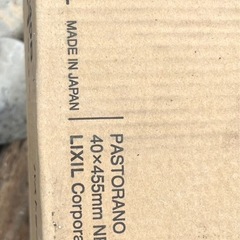 MADE IN JAPAN
PASTORANO
40×455mm
LIXIL Corpora